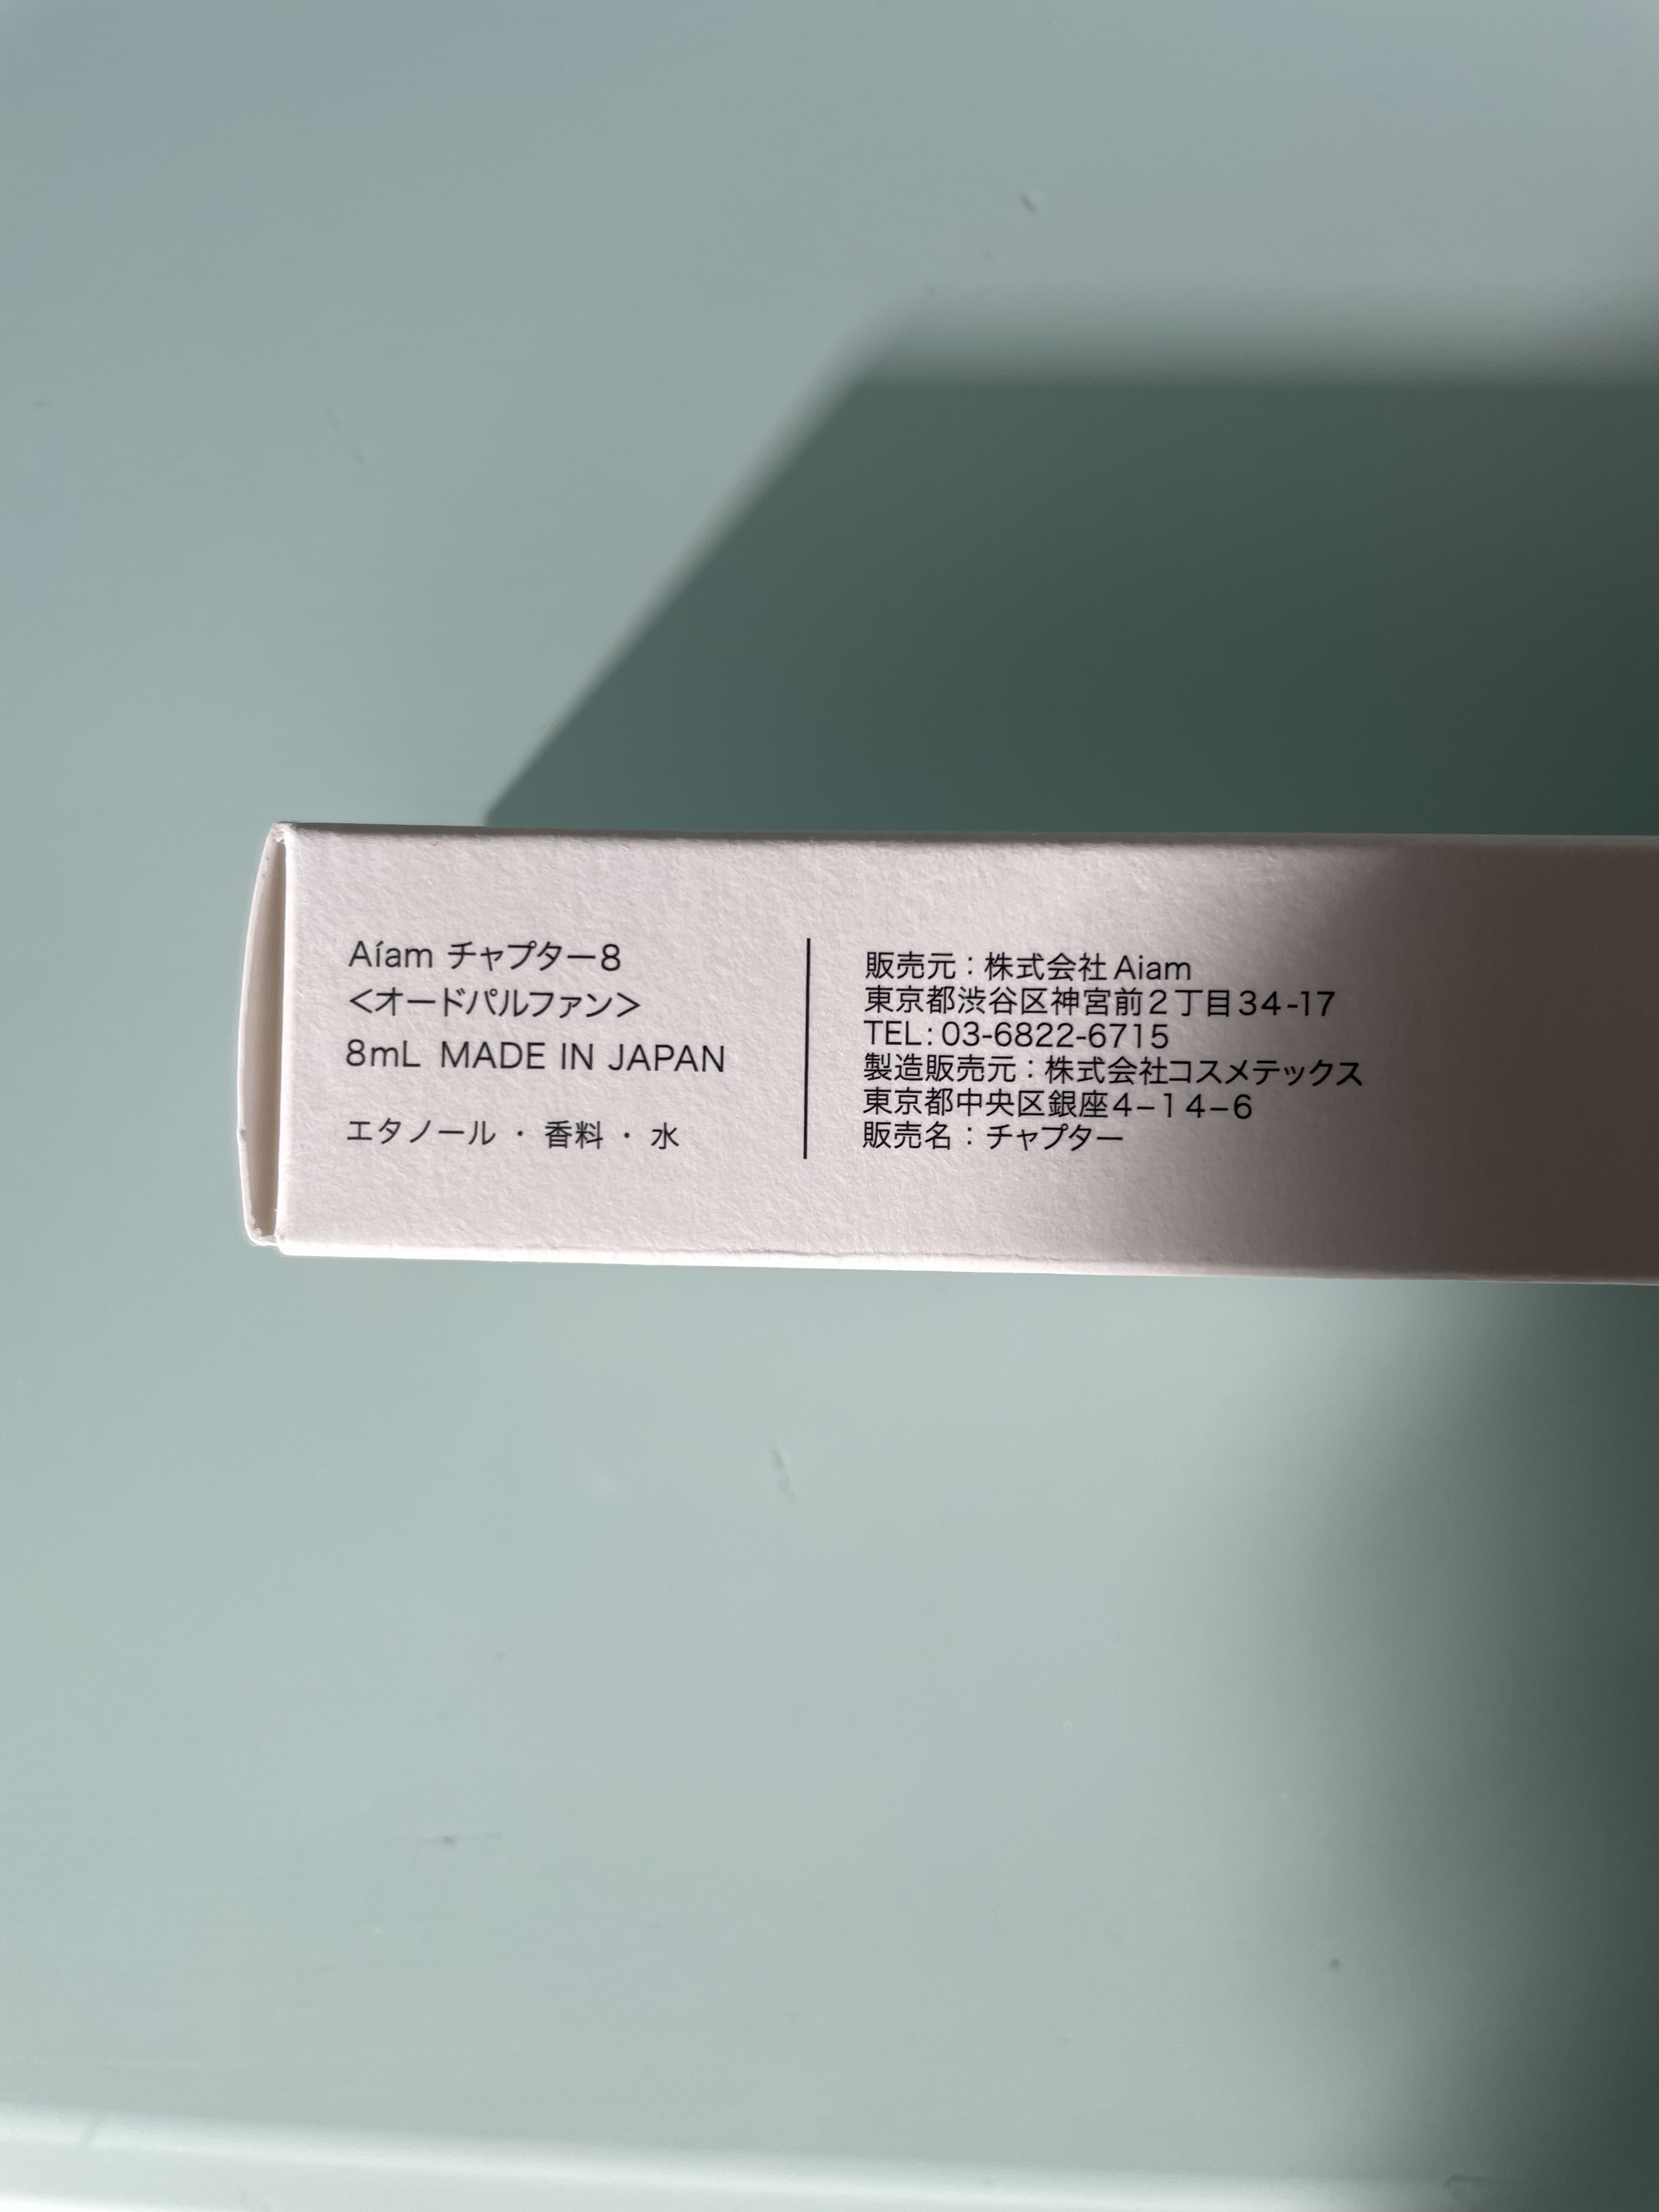 Aíam チャプター8
<オードパルファン>
8mL MADE IN JAPAN
エタノール ・ 香料 ・ 水
販売元：株式会社Aiam
東京都渋谷区神宮前2丁目34-17
TEL:03-6822-6715
製造販売元：株式会社コスメテックス
東京都中央区銀座4−14−6
販売名：チャプター